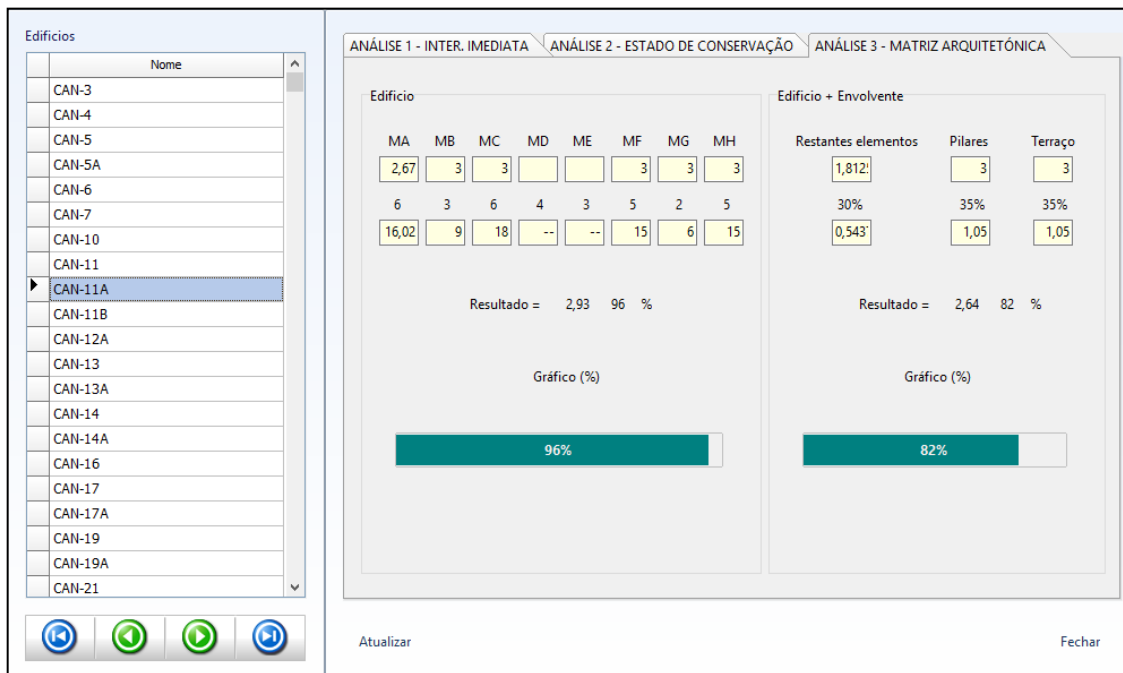 Edificios
Nome
CAN-3
CAN-4
CAN-5
CAN-5A
CAN-6
CAN-7
CAN-10
CAN-11
CAN-11A
CAN-11B
CAN-12A
CAN-13
CAN-13A
CAN-14
CAN-14A
CAN-16
CAN-17
CAN-17A
CAN-19
CAN-19A
CAN-21
ANÁLISE 1 - INTER. IMEDIATA ANÁLISE 2 - ESTADO DE CONSERVAÇÃO ANÁLISE 3 - MATRIZ ARQUITETÓNICA
Edificio
MA MB MC MD ME MF MG MH
2,67 3 3 3 3 3
6 3 6 4 3 5 2 5
16,02 9 18 -- -- 15 6 15
Resultado = 2,93 96 %
Gráfico (%)
96%
Edificio + Envolvente
Restantes elementos Pilares Terraço
1,812 3 3
30% 35% 35%
0,543 1,05 1,05
Resultado = 2,64 82 %
Gráfico (%)
82%
Atualizar Fechar